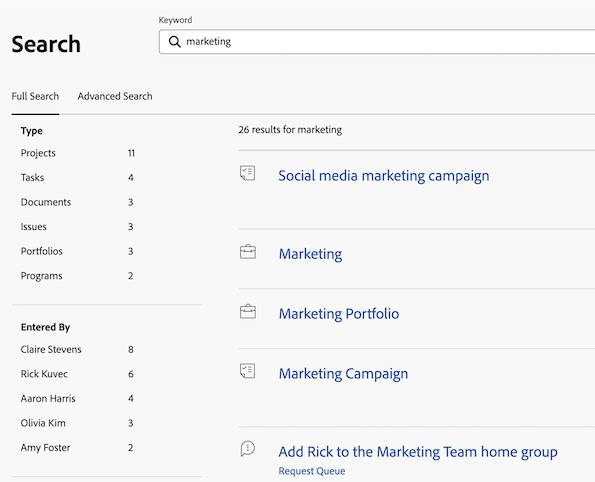 Keyword
Search
marketing
Full Search Advanced Search
Type
Projects 11
Tasks 4
Documents 3
Issues 3
Portfolios 3
Programs 2
Entered By
Claire Stevens 8
Rick Kuvec 6
Aaron Harris 4
Olivia Kim 3
Amy Foster 2
26 results for marketing
Social media marketing campaign
Marketing
Marketing Portfolio
Marketing Campaign
Add Rick to the Marketing Team home group
Request Queue